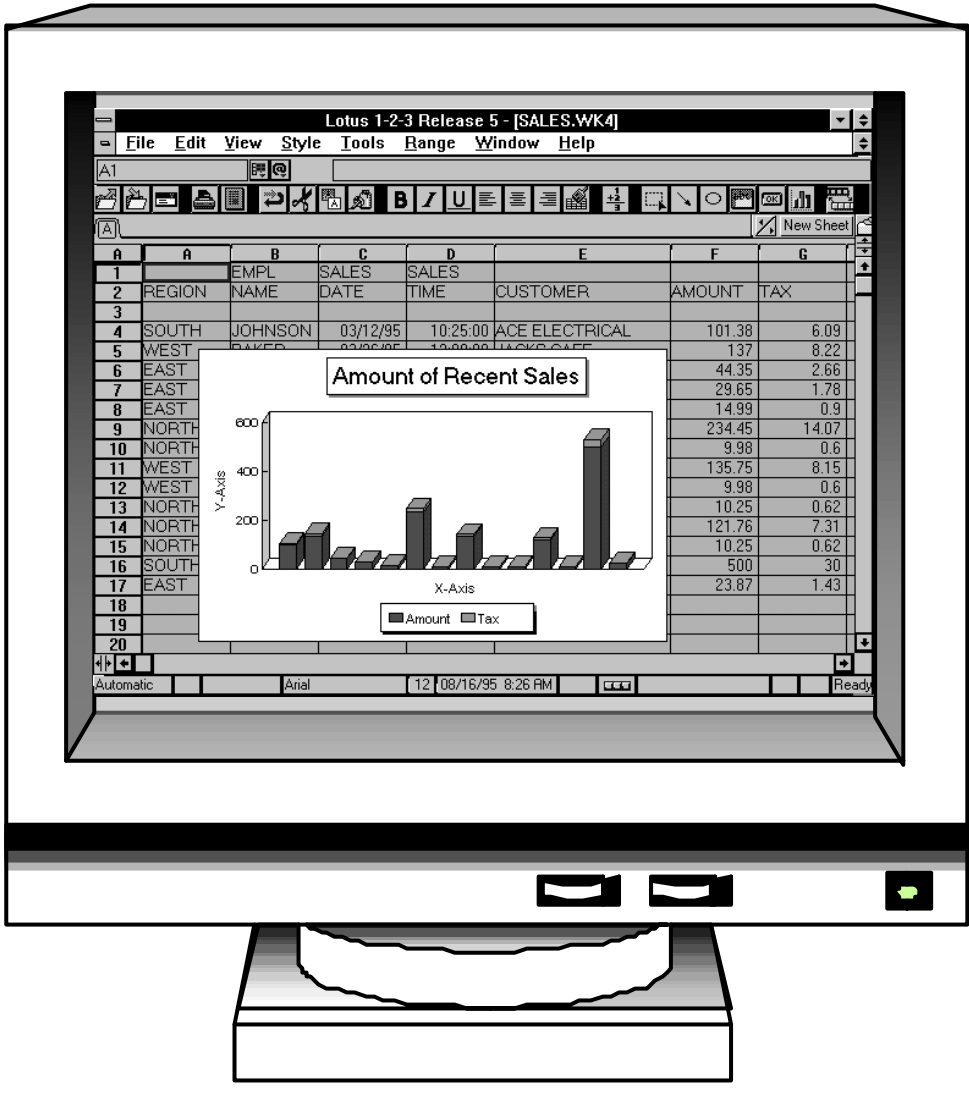 Lotus 1-2-3 Release 5 - [SALES.WK4]
File Edit View Style Tools Range Window Help
A1 @
A B I U OK
A New Sheet
A A B C D E F G
1 EMPL SALES SALES
2 REGION NAME DATE TIME CUSTOMER AMOUNT TAX
3
4 SOUTH JOHNSON 03/12/95 10:25:00 ACE ELECTRICAL 101.38 6.09
5 WEST 137 8.22
6 EAST 44.35 2.66
7 EAST 29.65 1.78
8 EAST 14.99 0.9
9 NORTH 234.45 14.07
10 NORTH 9.98 0.6
11 WEST 135.75 8.15
12 WEST 9.98 0.6
13 NORTH 10.25 0.62
14 NORTH 121.76 7.31
15 NORTH 10.25 0.62
16 SOUTH 500 30
17 EAST 23.87 1.43
18
19
20
Amount of Recent Sales
600
400
200
0
Y-Axis
X-Axis
Amount Tax
Automatic Arial 12 08/16/95 8:26 AM Ready